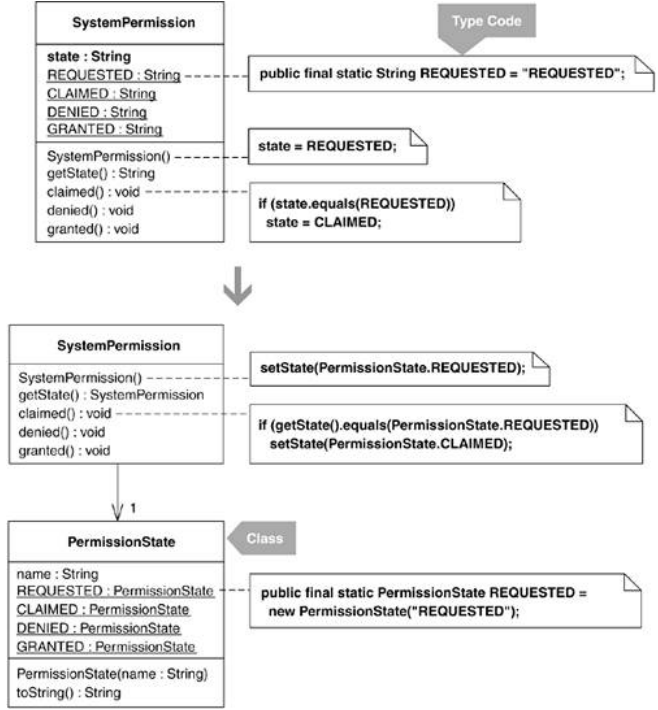 SystemPermission
Type Code
state : String
REQUESTED : String
public final static String REQUESTED = "REQUESTED";
CLAIMED : String
DENIED : String
GRANTED : String
SystemPermission()
state = REQUESTED;
getState() : String
claimed() : void
denied() : void
granted() : void
if (state.equals(REQUESTED))
state = CLAIMED;
SystemPermission
SystemPermission()
setState(PermissionState.REQUESTED);
getState() : SystemPermission
claimed() : void
denied() : void
granted() : void
if (getState().equals(PermissionState.REQUESTED))
setState(PermissionState.CLAIMED);
1
PermissionState
Class
name : String
REQUESTED : PermissionState
CLAIMED : PermissionState
DENIED : PermissionState
GRANTED : PermissionState
public final static PermissionState REQUESTED =
new PermissionState("REQUESTED");
PermissionState(name : String)
toString() : String